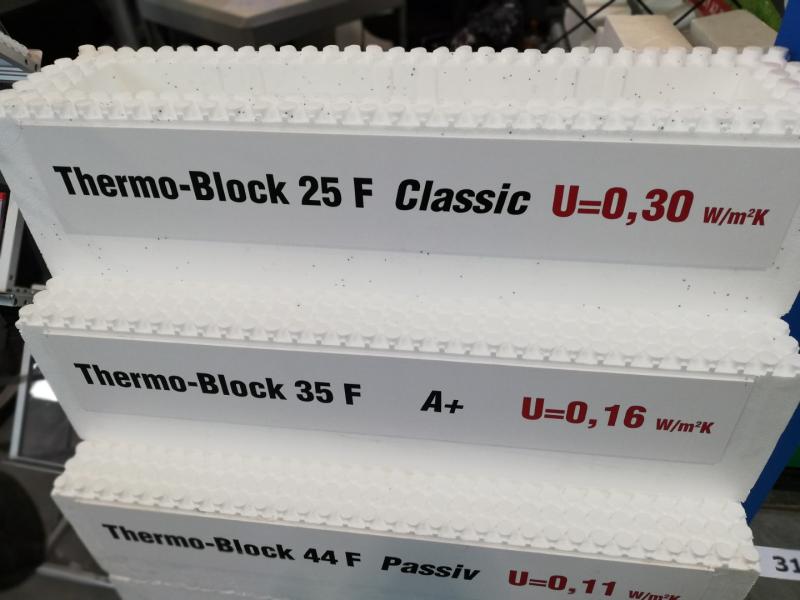 Thermo-Block 25 F Classic U=0,30 W/m²K
Thermo-Block 35 F A+ U=0,16 W/m²K
Thermo-Block 44 F Passiv U=0,11 W/m²K
31